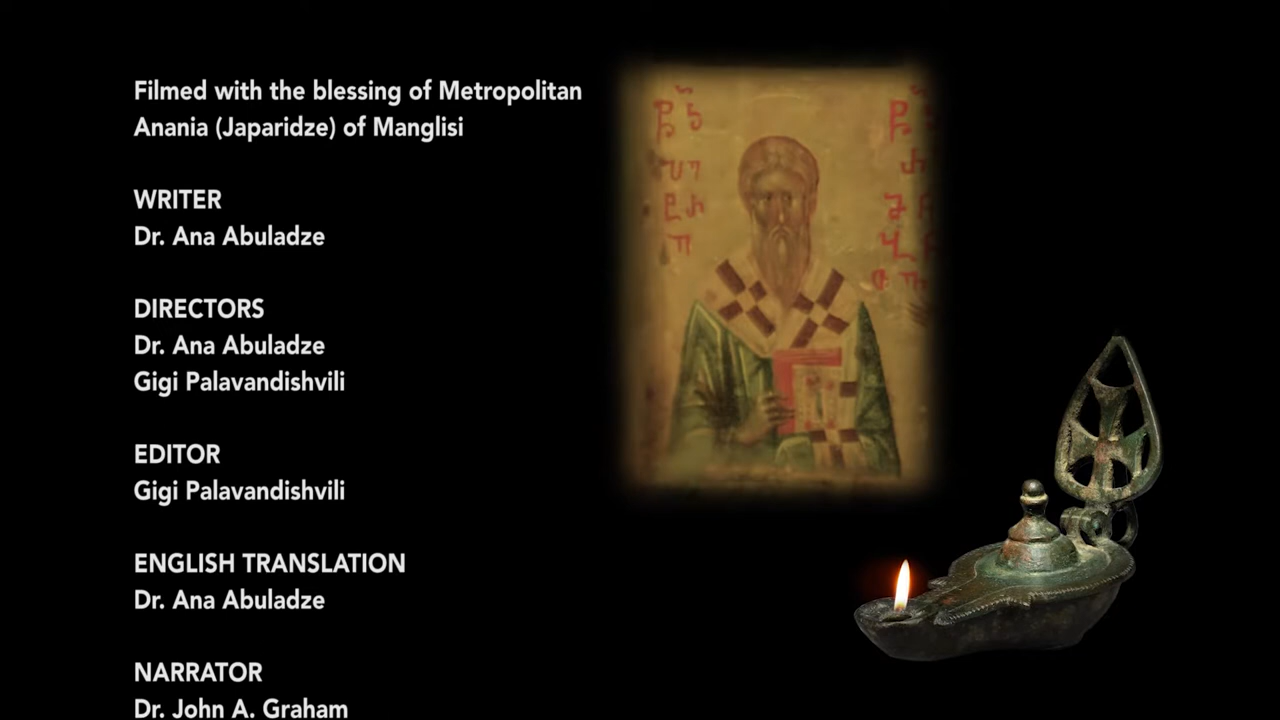 Filmed with the blessing of Metropolitan
Anania (Japaridze) of Manglisi
WRITER
Dr. Ana Abuladze
DIRECTORS
Dr. Ana Abuladze
Gigi Palavandishvili
EDITOR
Gigi Palavandishvili
ENGLISH TRANSLATION
Dr. Ana Abuladze
NARRATOR
Dr. John A. Graham